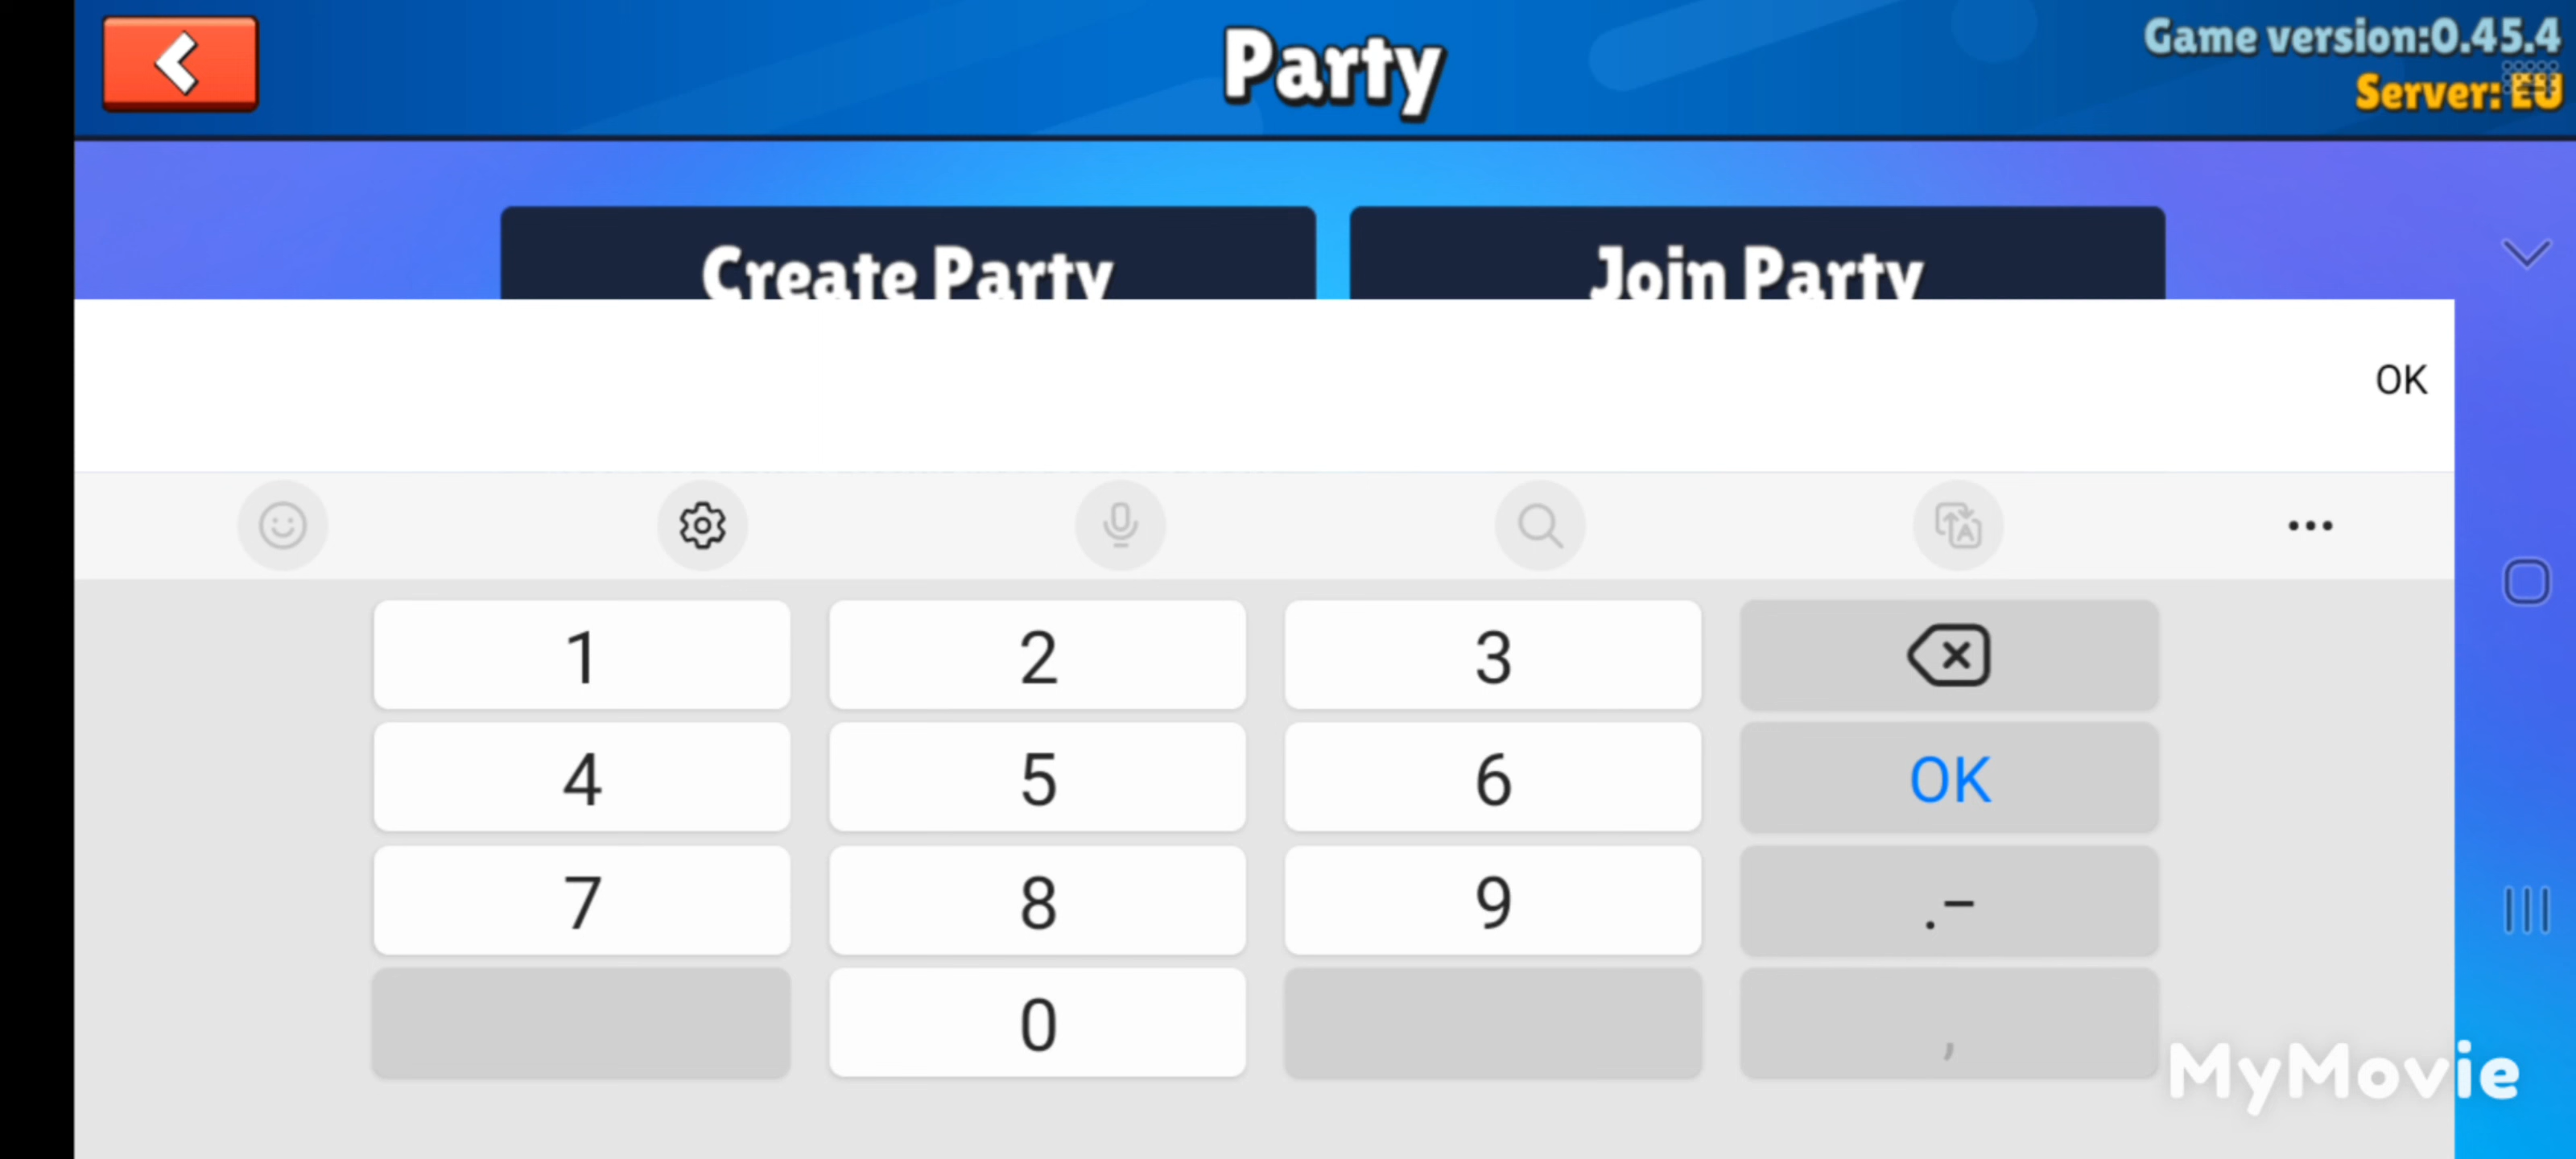 Party
Game version:0.45.4
Server: EU
Create Party
Join Party
OK
1 2 3
4 5 6 OK
7 8 9 .-
0 ,
MyMovie